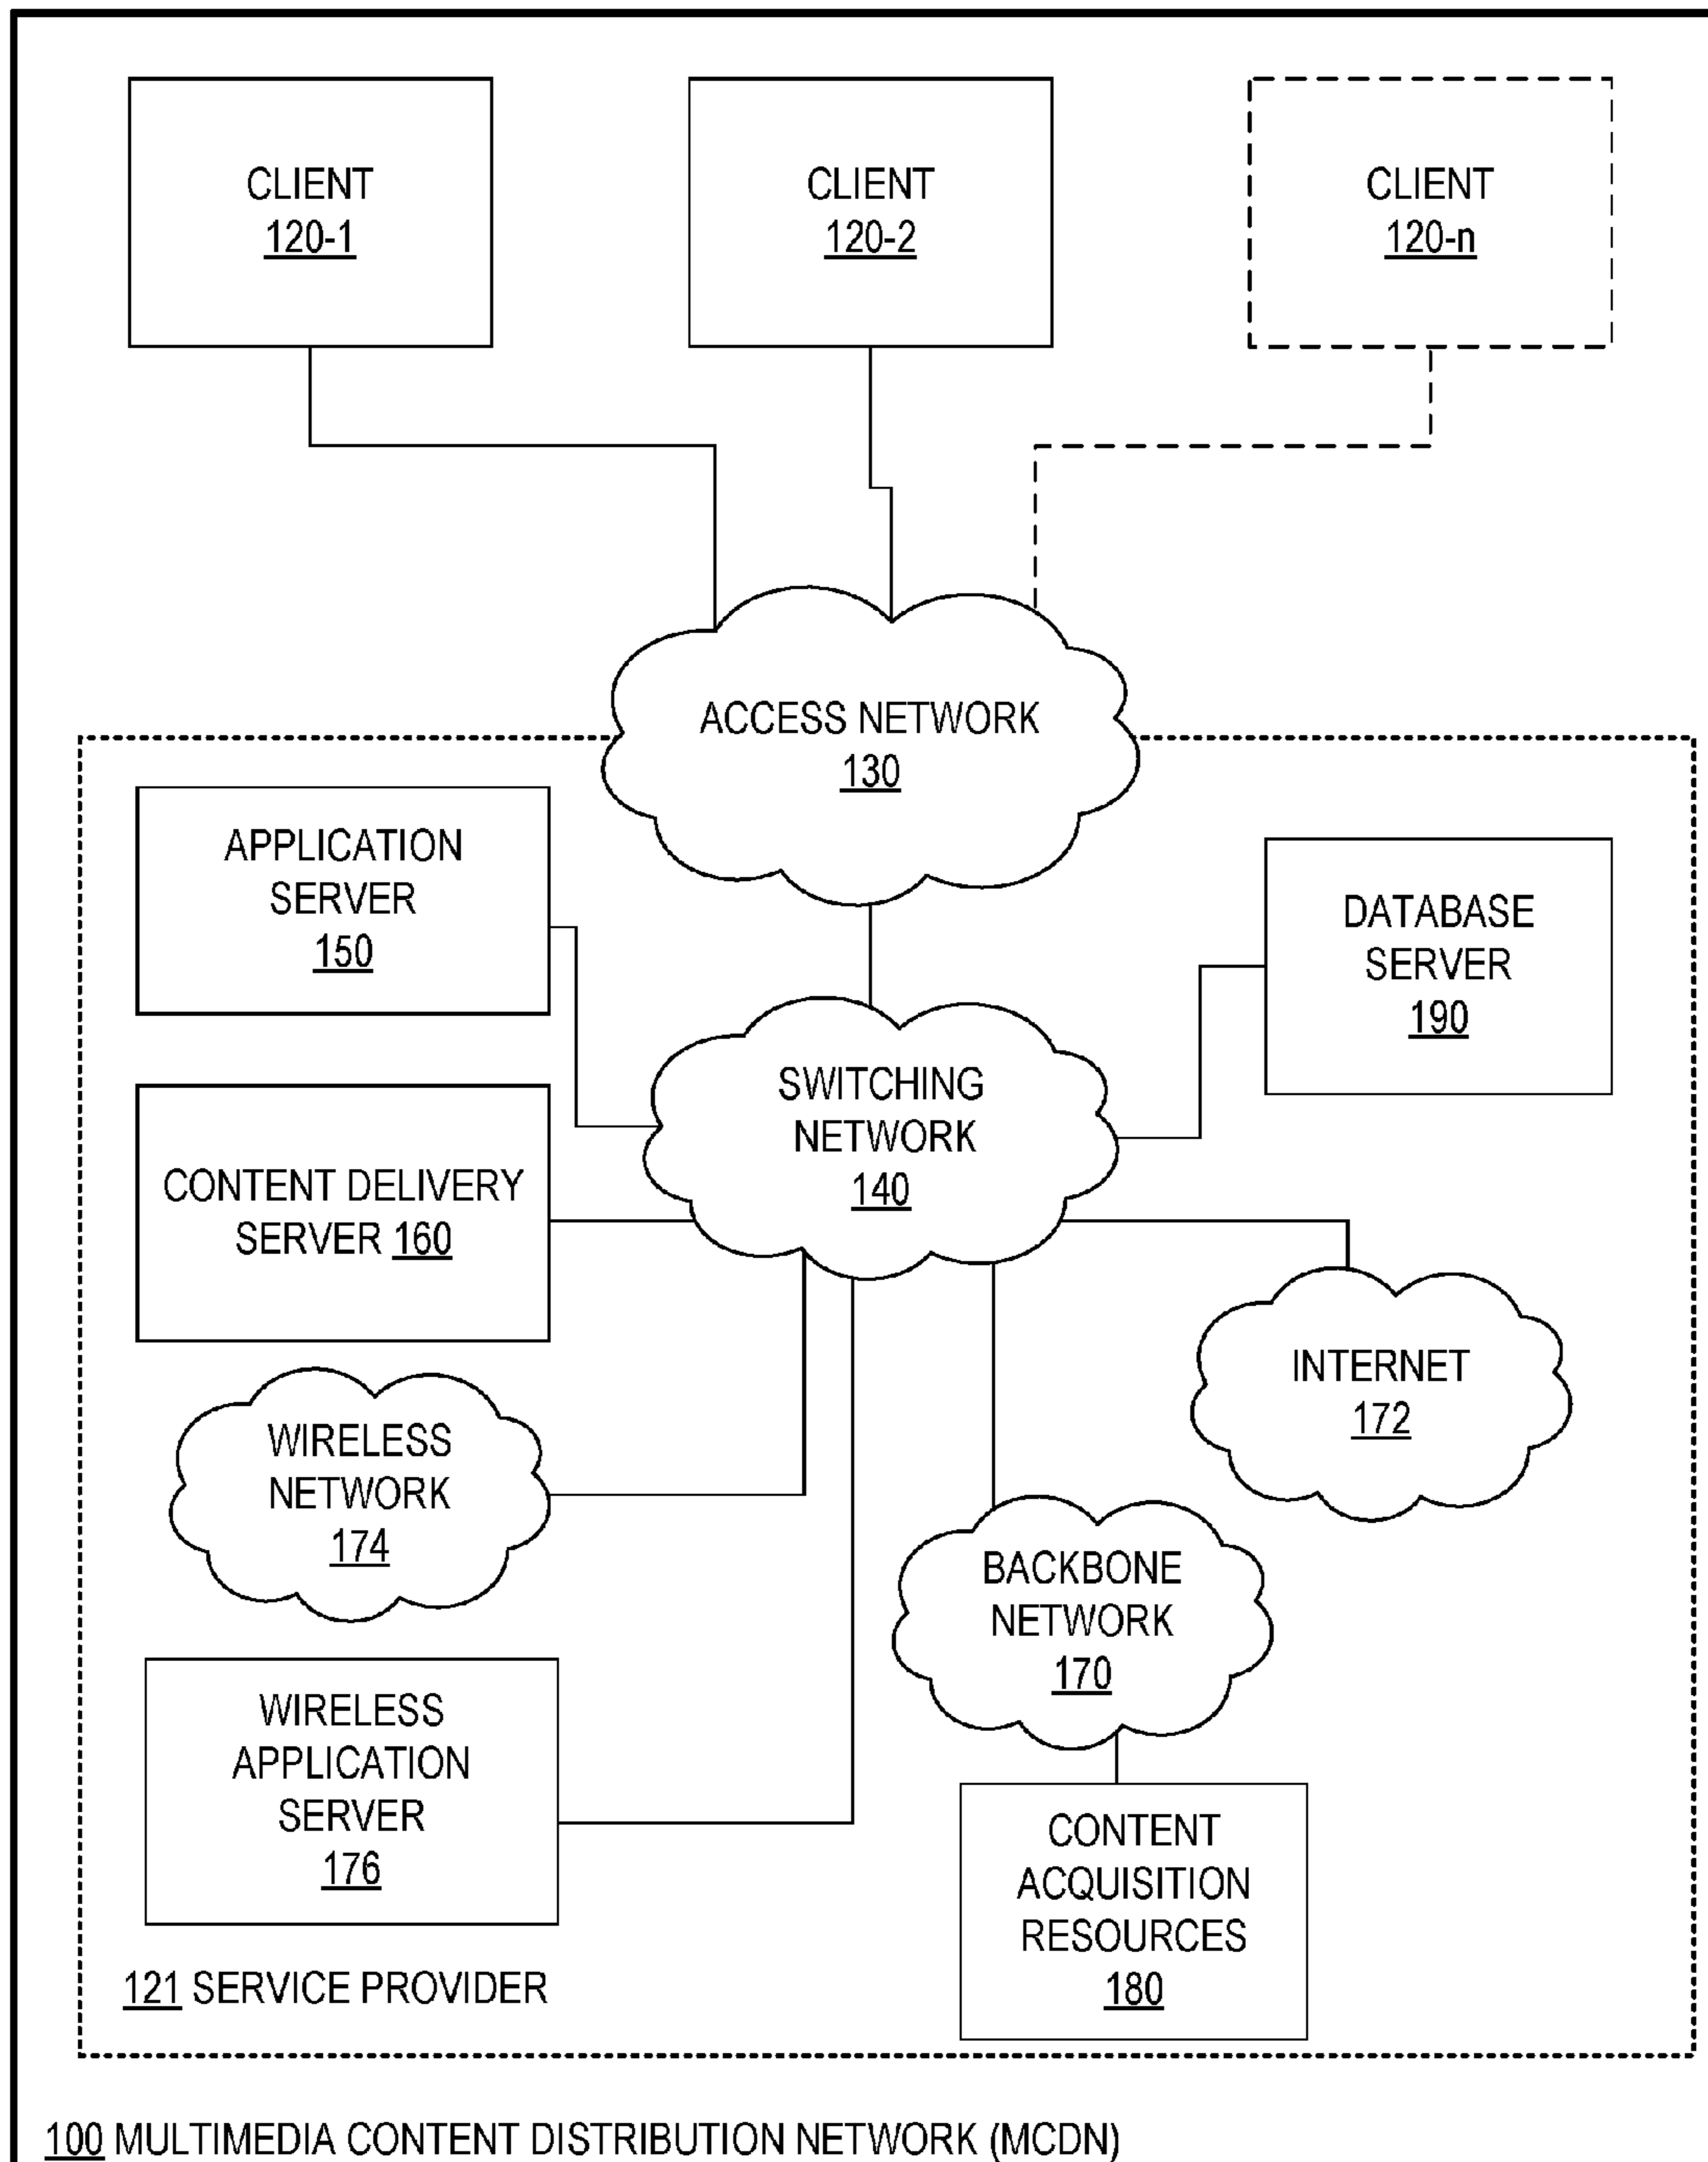 CLIENT
120-1
CLIENT
120-2
CLIENT
120-n
ACCESS NETWORK
130
APPLICATION
SERVER
150
DATABASE
SERVER
190
SWITCHING
NETWORK
140
CONTENT DELIVERY
SERVER 160
INTERNET
172
WIRELESS
NETWORK
174
BACKBONE
NETWORK
170
WIRELESS
APPLICATION
SERVER
176
CONTENT
ACQUISITION
RESOURCES
180
121 SERVICE PROVIDER
100 MULTIMEDIA CONTENT DISTRIBUTION NETWORK (MCDN)